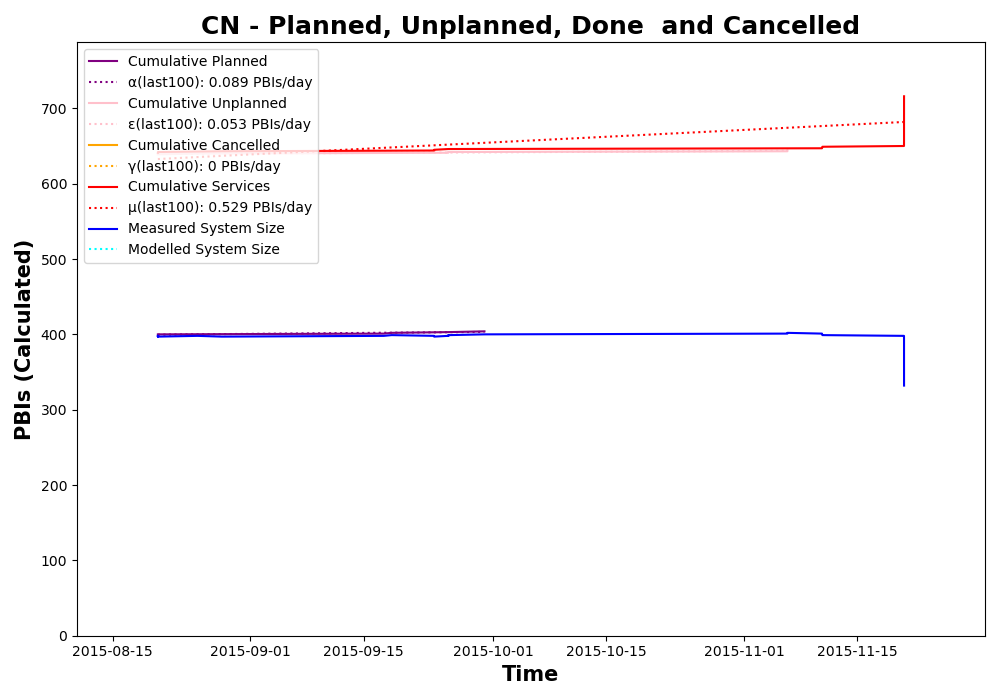 CN - Planned, Unplanned, Done  and Cancelled
Cumulative Planned
α(last100): 0.089 PBIs/day
Cumulative Unplanned
ε(last100): 0.053 PBIs/day
Cumulative Cancelled
γ(last100): 0 PBIs/day
Cumulative Services
μ(last100): 0.529 PBIs/day
Measured System Size
Modelled System Size
PBIs (Calculated)
700
600
500
400
300
200
100
0
2015-08-15 2015-09-01 2015-09-15 2015-10-01 2015-10-15 2015-11-01 2015-11-15
Time